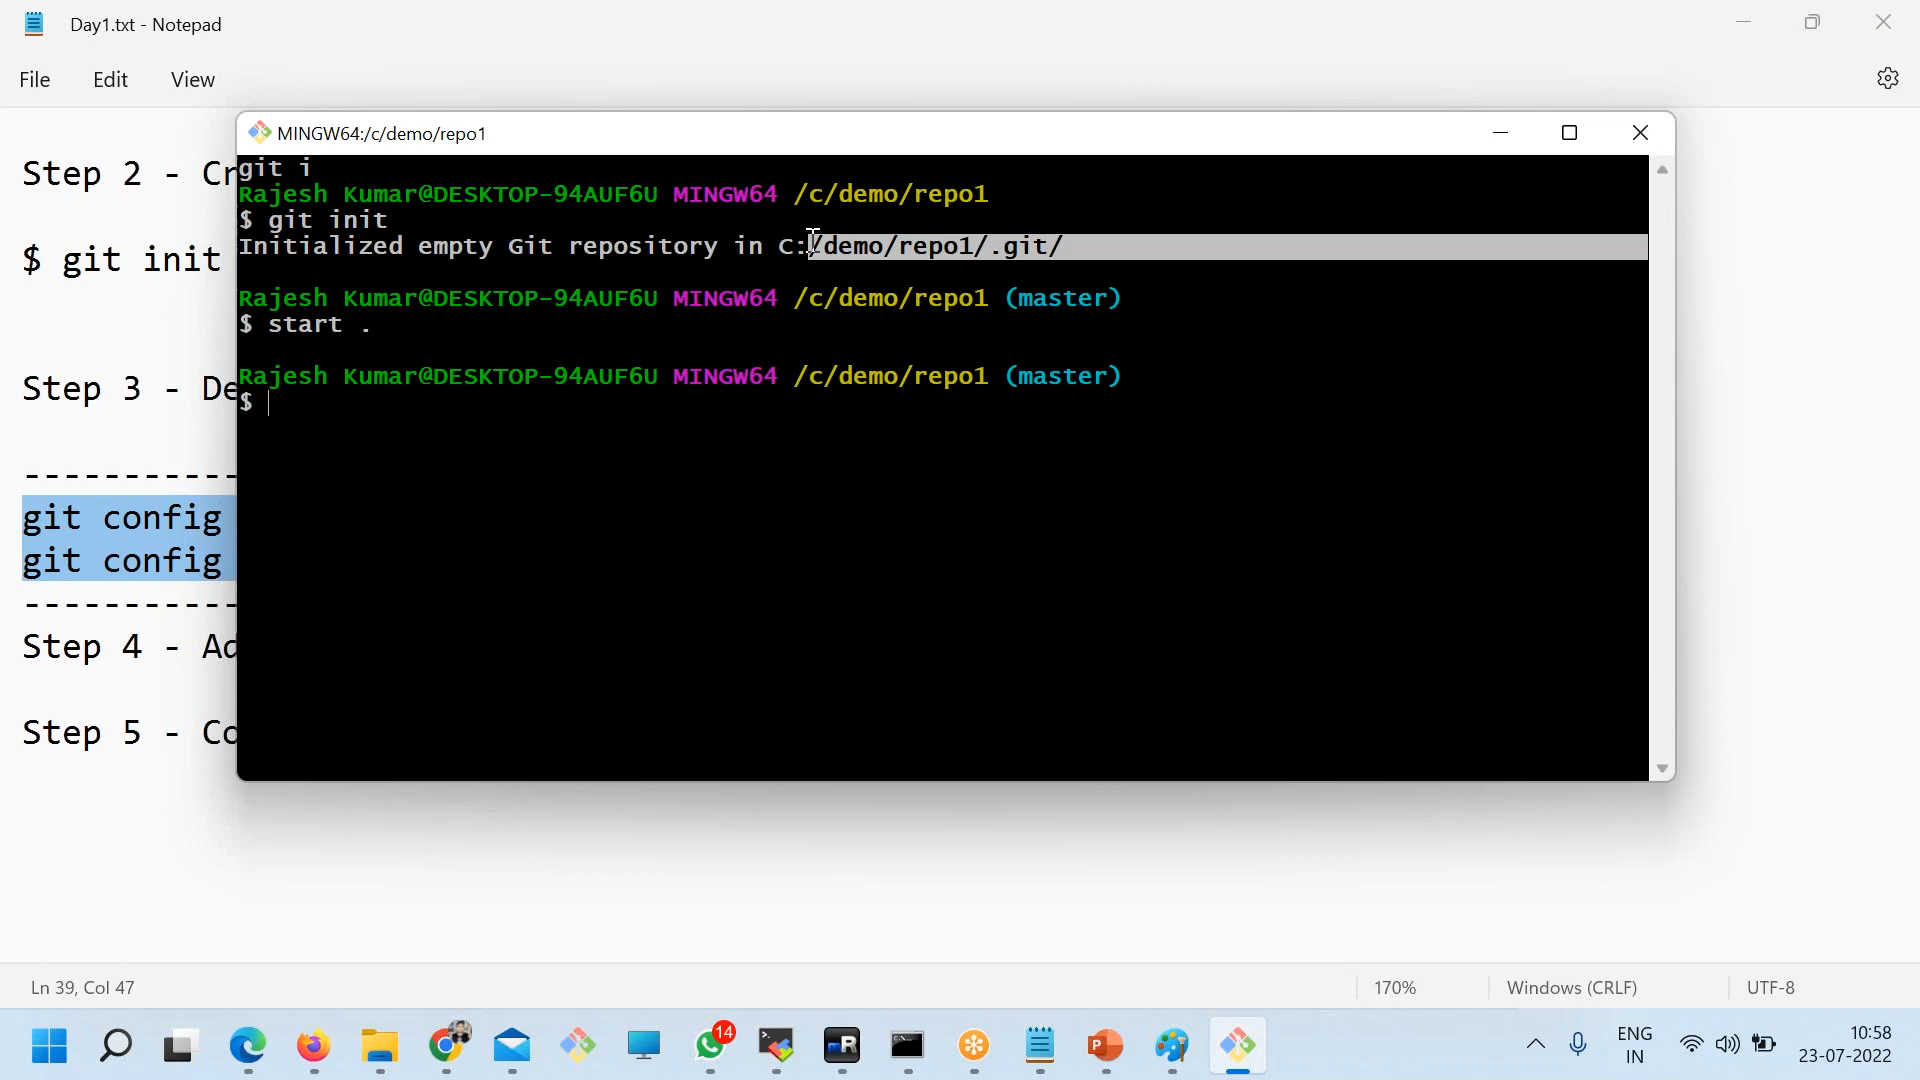 Day1.txt - Notepad
File Edit View
MINGW64:/c/demo/repo1
git i
Rajesh Kumar@DESKTOP-94AUF6U MINGW64 /c/demo/repo1
$ git init
Initialized empty Git repository in C:/demo/repo1/.git/
Rajesh Kumar@DESKTOP-94AUF6U MINGW64 /c/demo/repo1 (master)
$ start .
Rajesh Kumar@DESKTOP-94AUF6U MINGW64 /c/demo/repo1 (master)
$
Step 2 - Cr
$ git init
Step 3 - De
-----------
git config
git config
-----------
Step 4 - Ad
Step 5 - Co
Ln 39, Col 47
170%
Windows (CRLF)
UTF-8
14
ENG
IN
10:58
23-07-2022